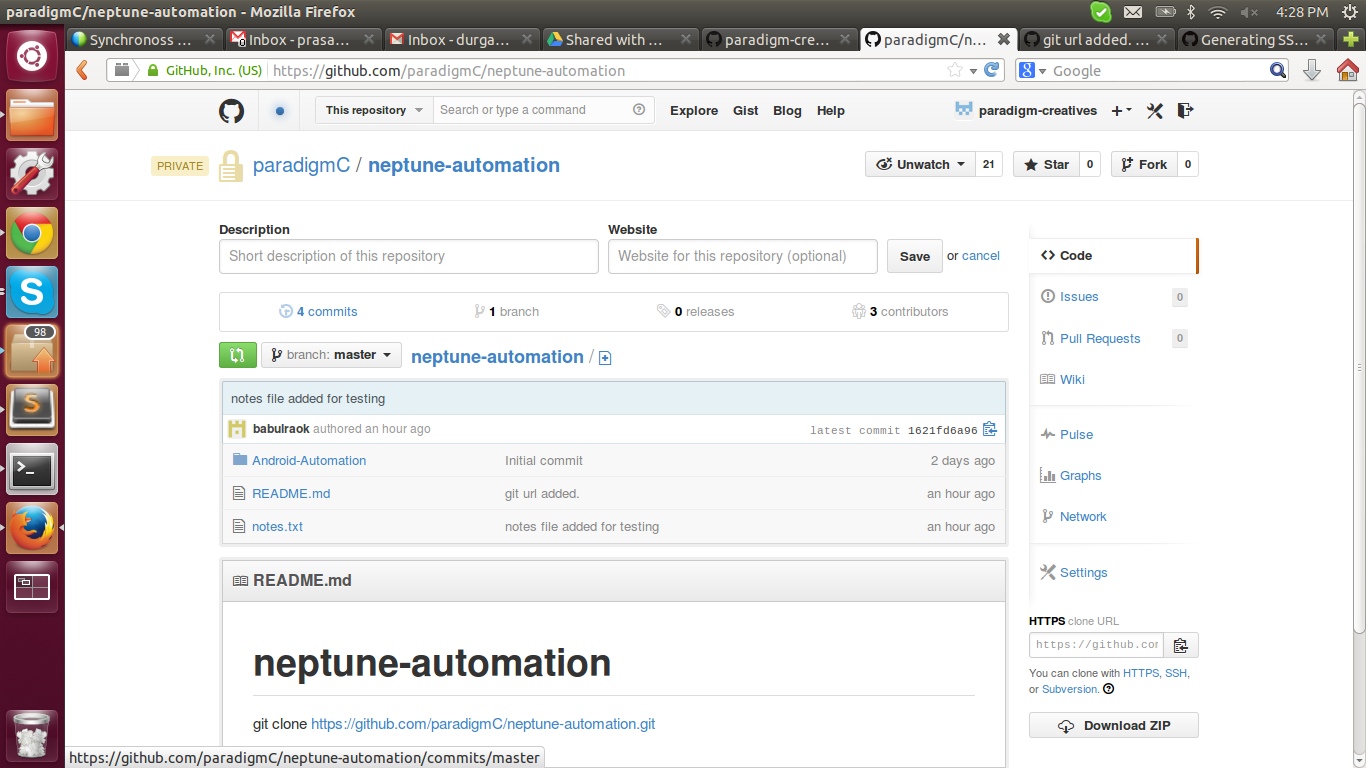 paradigmC/neptune-automation - Mozilla Firefox
4:28 PM
Synchronoss ...
Inbox - prasa...
Inbox - durga...
Shared with ...
paradigm-cre...
paradigmC/n...
git url added. ...
Generating SS...
GitHub, Inc. (US)
https://github.com/paradigmC/neptune-automation
8
Google
This repository
Search or type a command
Explore
Gist
Blog
Help
paradigm-creatives
PRIVATE
paradigmC / neptune-automation
Unwatch
21
Star
0
Fork
0
Description
Website
Short description of this repository
Website for this repository (optional)
Save
or cancel
4 commits
1 branch
0 releases
3 contributors
branch: master
neptune-automation /
notes file added for testing
babulraok authored an hour ago
latest commit 1621fd6a96
Android-Automation
Initial commit
2 days ago
README.md
git url added.
an hour ago
notes.txt
notes file added for testing
an hour ago
README.md
neptune-automation
git clone https://github.com/paradigmC/neptune-automation.git
Code
Issues
0
Pull Requests
0
Wiki
Pulse
Graphs
Network
Settings
HTTPS clone URL
https://github.co
You can clone with HTTPS, SSH,
or Subversion.
Download ZIP
98
https://github.com/paradigmC/neptune-automation/commits/master